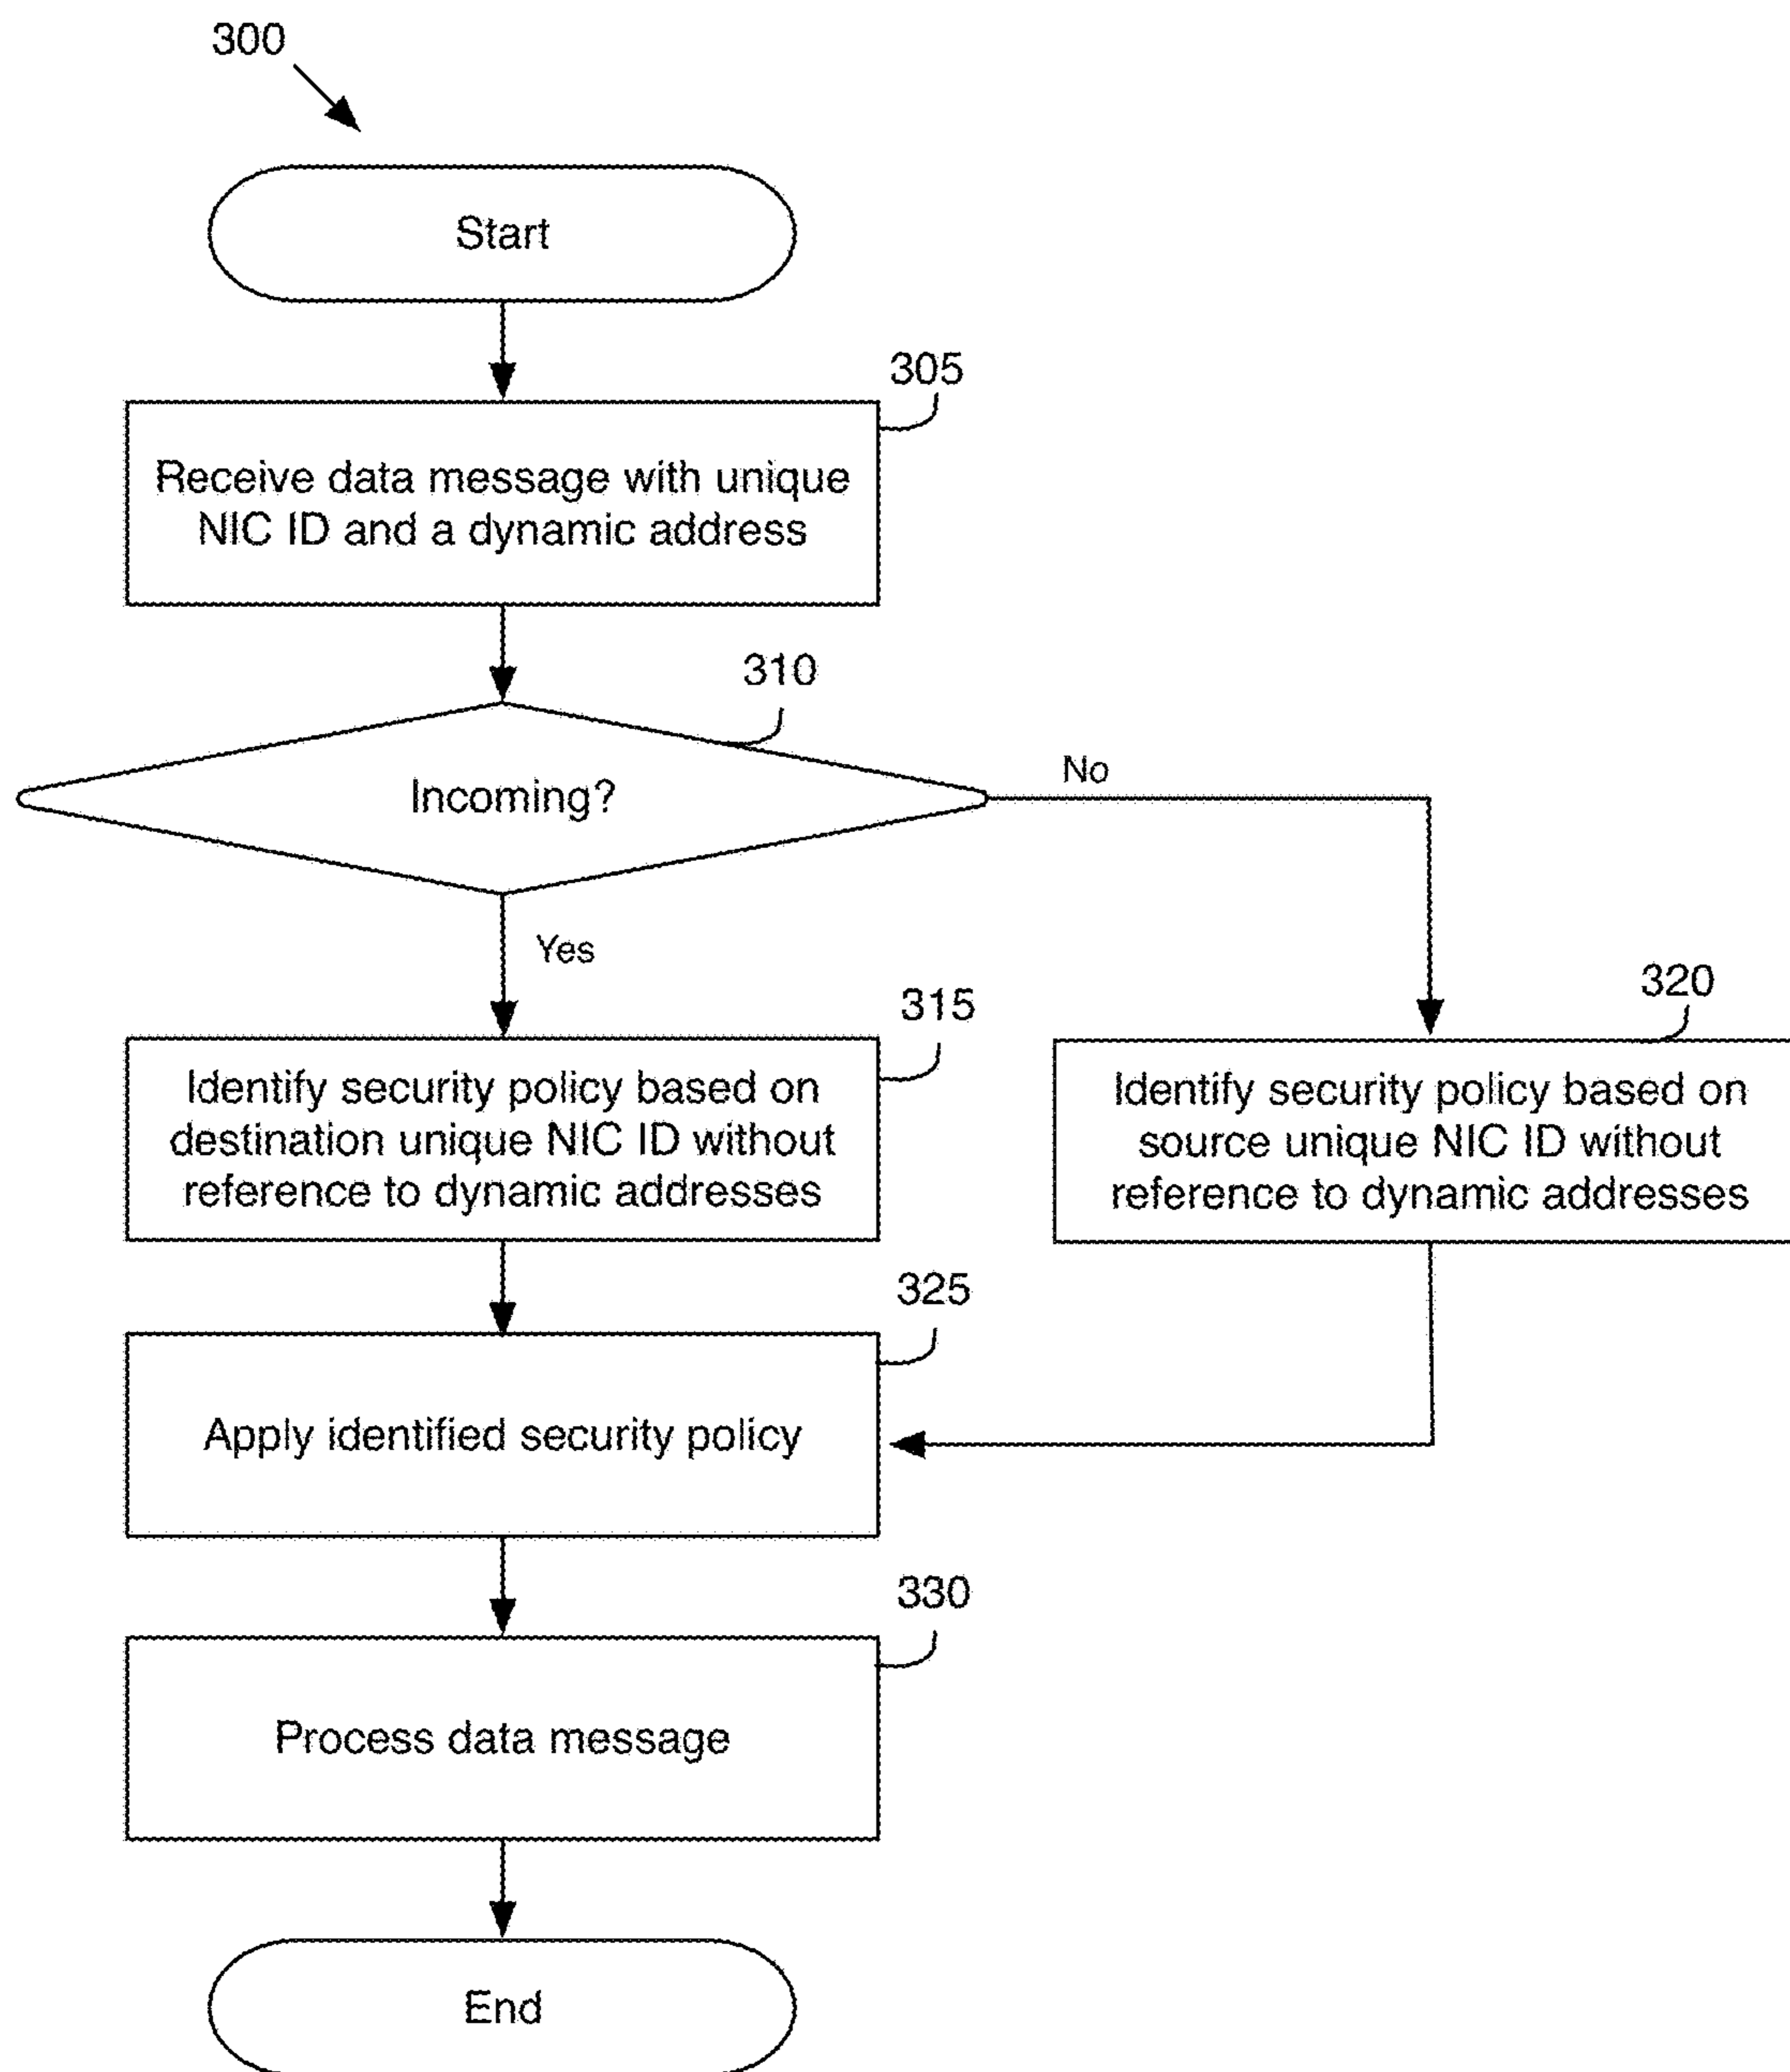 300
Start
305
Receive data message with unique
NIC ID and a dynamic address
310
Incoming?
No
Yes
315
Identify security policy based on
destination unique NIC ID without
reference to dynamic addresses
320
Identify security policy based on
source unique NIC ID without
reference to dynamic addresses
325
Apply identified security policy
330
Process data message
End